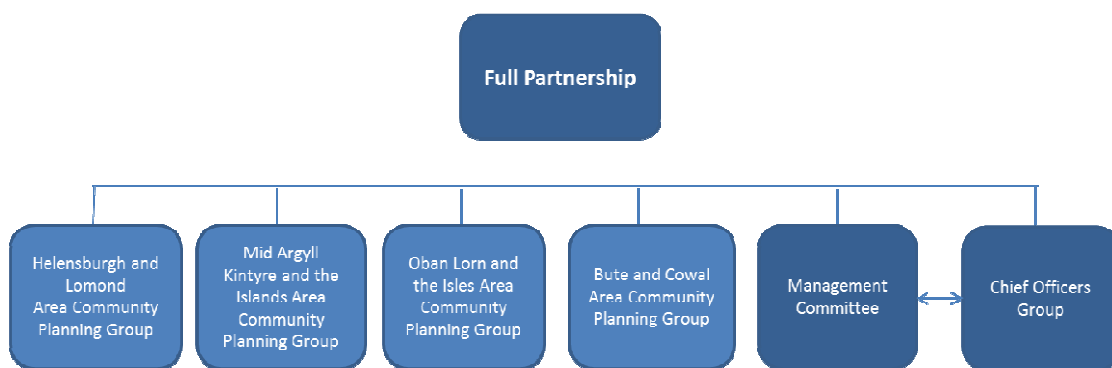 Full Partnership
Helensburgh and
Lomond
Area Community
Planning Group
Mid Argyll
Kintyre and the
Islands Area
Community
Planning Group
Oban Lorn and
the Isles Area
Community
Planning Group
Bute and Cowal
Area Community
Planning Group
Management
Committee
Chief Officers
Group